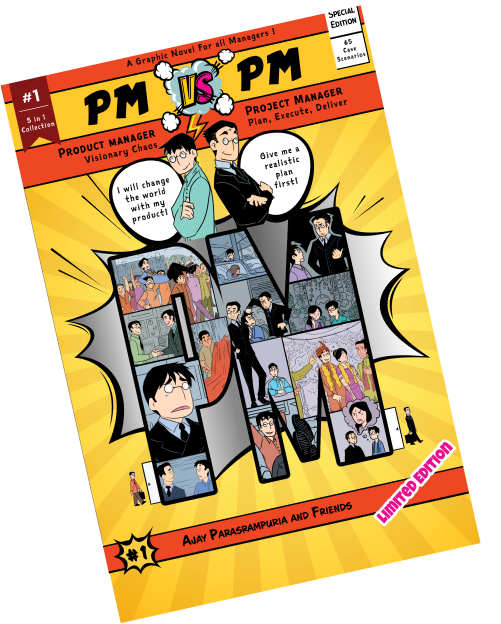 A Graphic Novel For all Managers !
SPECIAL
EDITION
65
Case
Scenarios
#1
5 in 1
Collection
PM
VS
PM
PRODUCT MANAGER
Visionary Chaos
PROJECT MANAGER
Plan, Execute, Deliver
I will change
the world
with my
product!
Give me a
realistic
plan
first!
PM
LIMITED EDITION
#1
AJAY PARASRAMPURIA AND FRIENDS